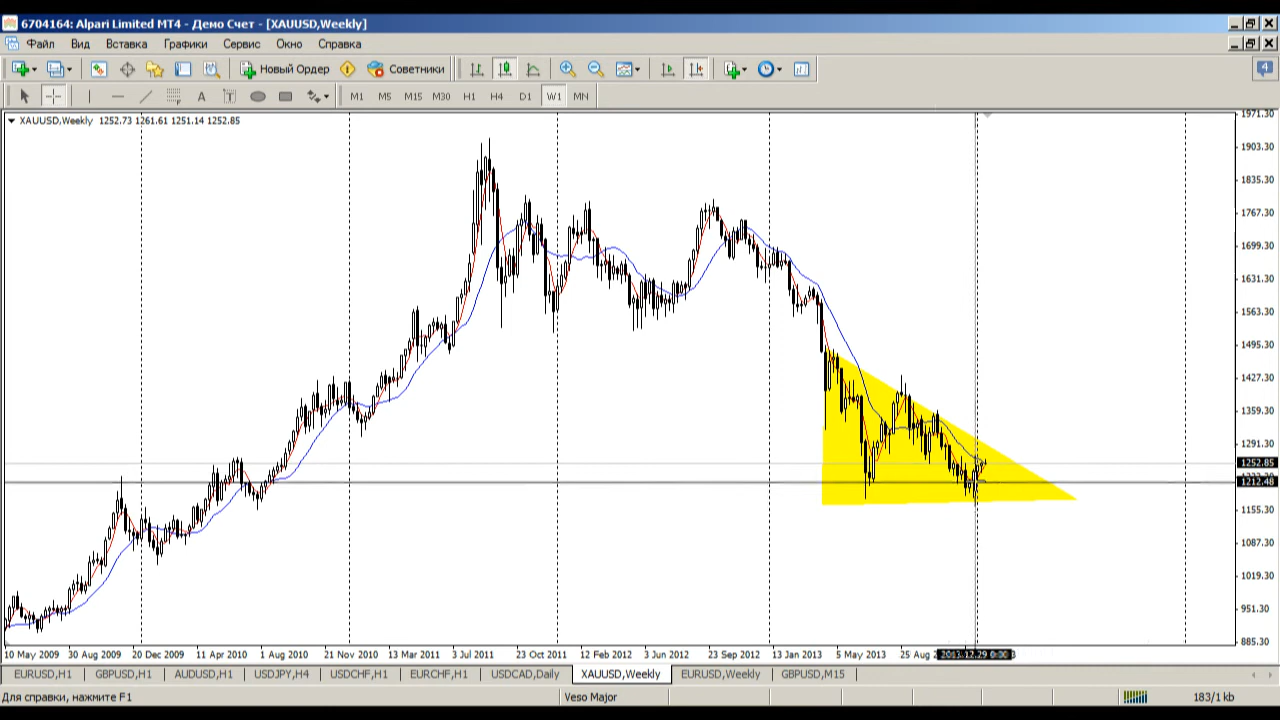 6704164: Alpari Limited MT4 - Демо Счет - [XAUUSD,Weekly]
Файл Вид Вставка Графики Сервис Окно Справка
Новый Ордер Советники 4
A T M1 M5 M15 M30 H1 H4 D1 W1 MN
XAUUSD,Weekly 1252.73 1261.61 1251.14 1252.85
1971.30
1903.30
1835.30
1767.30
1699.30
1631.30
1563.30
1495.30
1427.30
1359.30
1291.30
1252.85
1212.48
1155.30
1087.30
1019.30
951.30
885.30
10 May 2009 30 Aug 2009 20 Dec 2009 11 Apr 2010 1 Aug 2010 21 Nov 2010 13 Mar 2011 3 Jul 2011 23 Oct 2011 12 Feb 2012 3 Jun 2012 23 Sep 2012 13 Jan 2013 5 May 2013 25 Aug 2013.12.29 0:00
EURUSD,H1 GBPUSD,H1 AUDUSD,H1 USDJPY,H4 USDCHF,H1 EURCHF,H1 USDCAD,Daily XAUUSD,Weekly EURUSD,Weekly GBPUSD,M15
Для справки, нажмите F1 Veso Major 183/1 kb